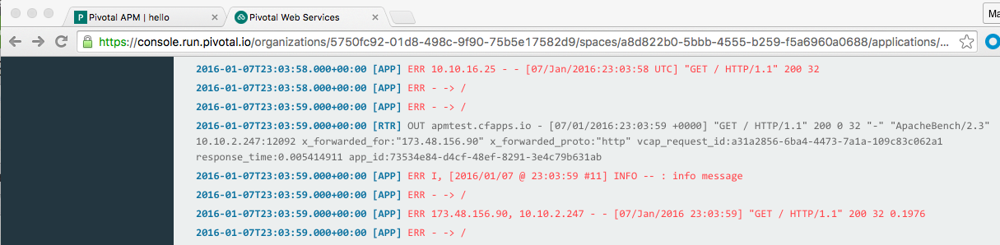 Pivotal APM | hello
Pivotal Web Services
Ma
https://console.run.pivotal.io/organizations/5750fc92-01d8-498c-9f90-75b5e17582d9/spaces/a8d822b0-5bbb-4555-b259-f5a6960a0688/applications/...
2016-01-07T23:03:58.000+00:00 [APP] ERR 10.10.16.25 - - [07/Jan/2016:23:03:58 UTC] "GET / HTTP/1.1" 200 32
2016-01-07T23:03:58.000+00:00 [APP] ERR - -> /
2016-01-07T23:03:59.000+00:00 [APP] ERR - -> /
2016-01-07T23:03:59.000+00:00 [RTR] OUT apmtest.cfapps.io - [07/01/2016:23:03:59 +0000] "GET / HTTP/1.1" 200 0 32 "-" "ApacheBench/2.3"
10.10.2.247:12092 x_forwarded_for:"173.48.156.90" x_forwarded_proto:"http" vcap_request_id:a31a2856-6ba4-4473-7a1a-109c83c062a1
response_time:0.005414911 app_id:73534e84-d4cf-48ef-8291-3e4c79b631ab
2016-01-07T23:03:59.000+00:00 [APP] ERR I, [2016/01/07 @ 23:03:59 #11] INFO -- : info message
2016-01-07T23:03:59.000+00:00 [APP] ERR - -> /
2016-01-07T23:03:59.000+00:00 [APP] ERR 173.48.156.90, 10.10.2.247 - - [07/Jan/2016 23:03:59] "GET / HTTP/1.1" 200 32 0.1976
2016-01-07T23:03:59.000+00:00 [APP] ERR - -> /